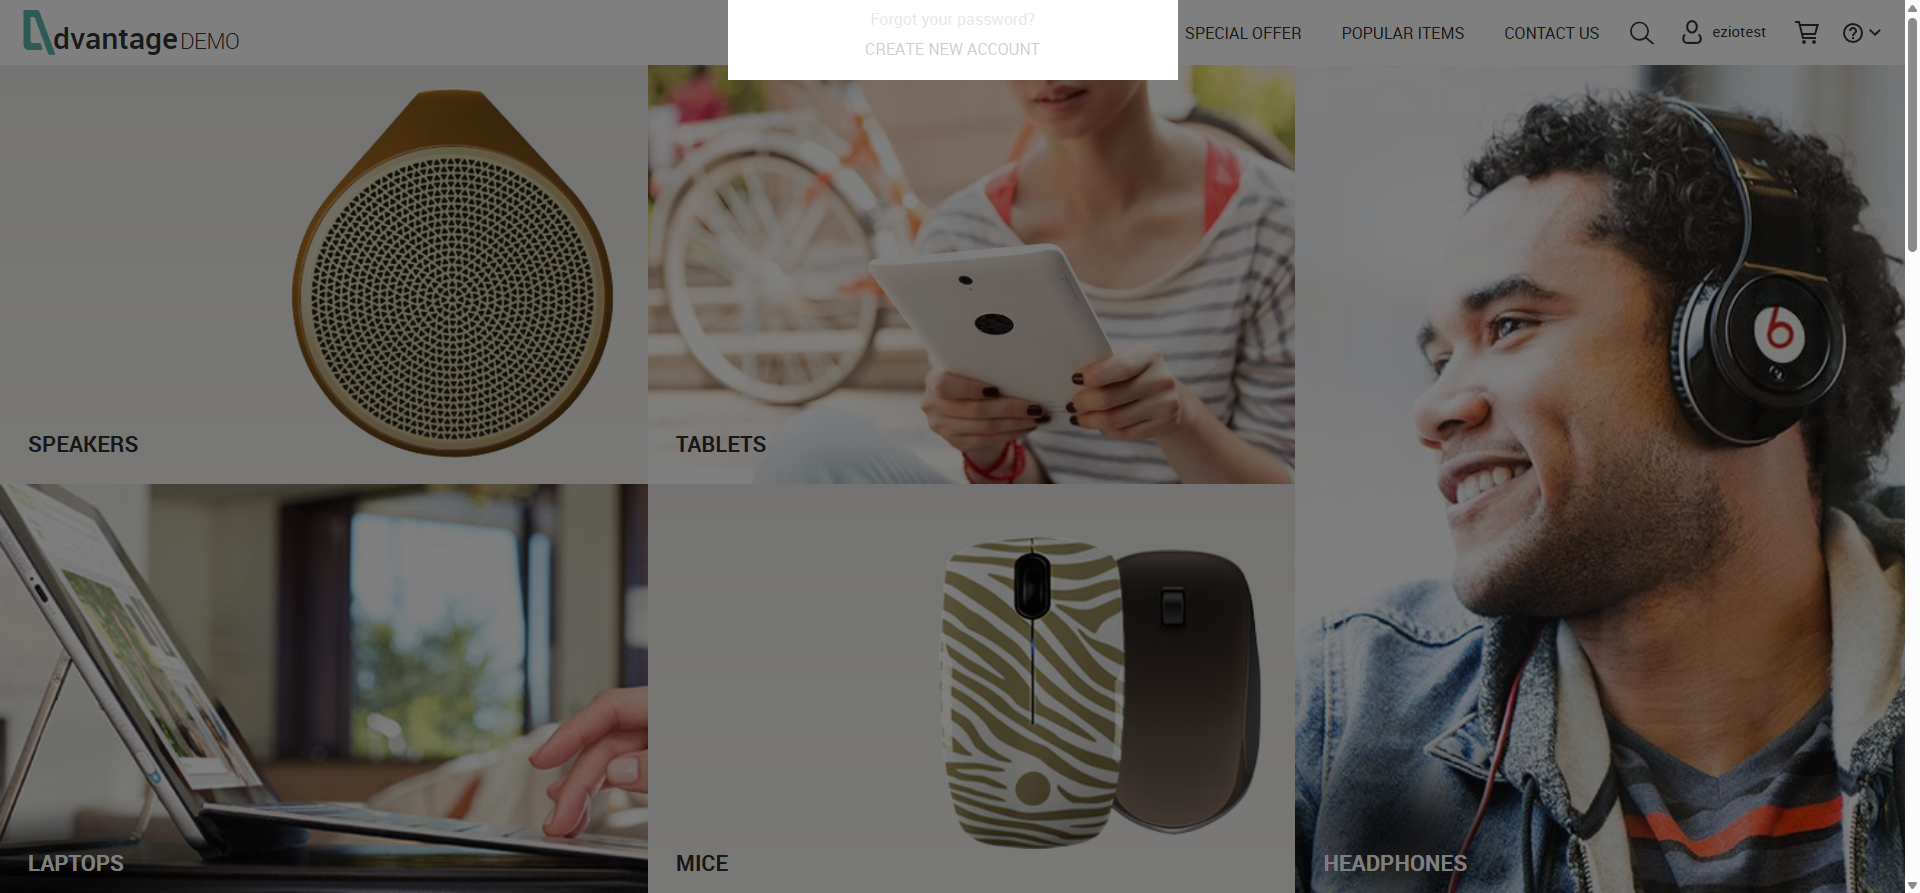 dvantage DEMO
Forgot your password?
CREATE NEW ACCOUNT
SPECIAL OFFER
POPULAR ITEMS
CONTACT US
eziotest
SPEAKERS
TABLETS
LAPTOPS
MICE
HEADPHONES